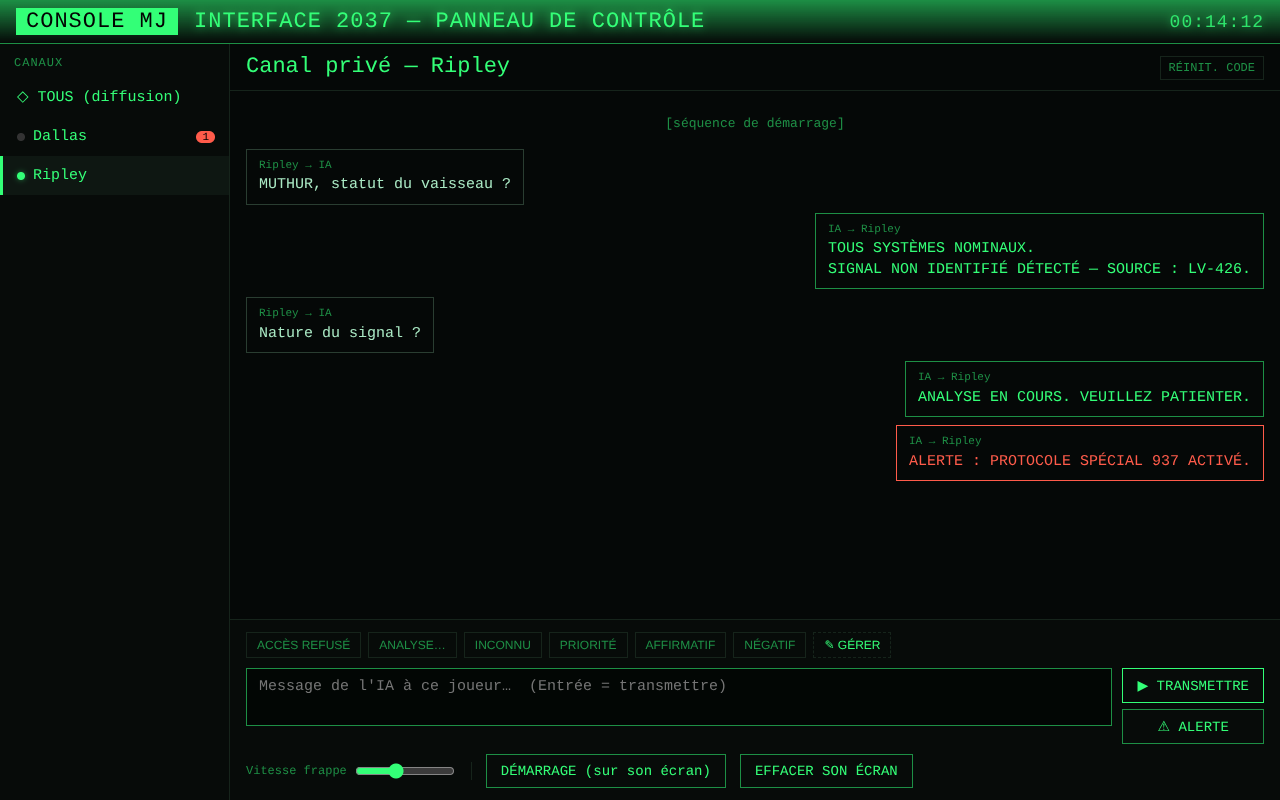 CONSOLE MJ INTERFACE 2037 — PANNEAU DE CONTRÔLE 00:14:12
CANAUX
◇ TOUS (diffusion)
Dallas 1
Ripley
Canal privé — Ripley RÉINIT. CODE
[séquence de démarrage]
Ripley → IA
MUTHUR, statut du vaisseau ?
IA → Ripley
TOUS SYSTÈMES NOMINAUX.
SIGNAL NON IDENTIFIÉ DÉTECTÉ — SOURCE : LV-426.
Ripley → IA
Nature du signal ?
IA → Ripley
ANALYSE EN COURS. VEUILLEZ PATIENTER.
IA → Ripley
ALERTE : PROTOCOLE SPÉCIAL 937 ACTIVÉ.
ACCÈS REFUSÉ ANALYSE… INCONNU PRIORITÉ AFFIRMATIF NÉGATIF ✎ GÉRER
Message de l'IA à ce joueur… (Entrée = transmettre)
▶ TRANSMETTRE
⚠ ALERTE
Vitesse frappe DÉMARRAGE (sur son écran) EFFACER SON ÉCRAN